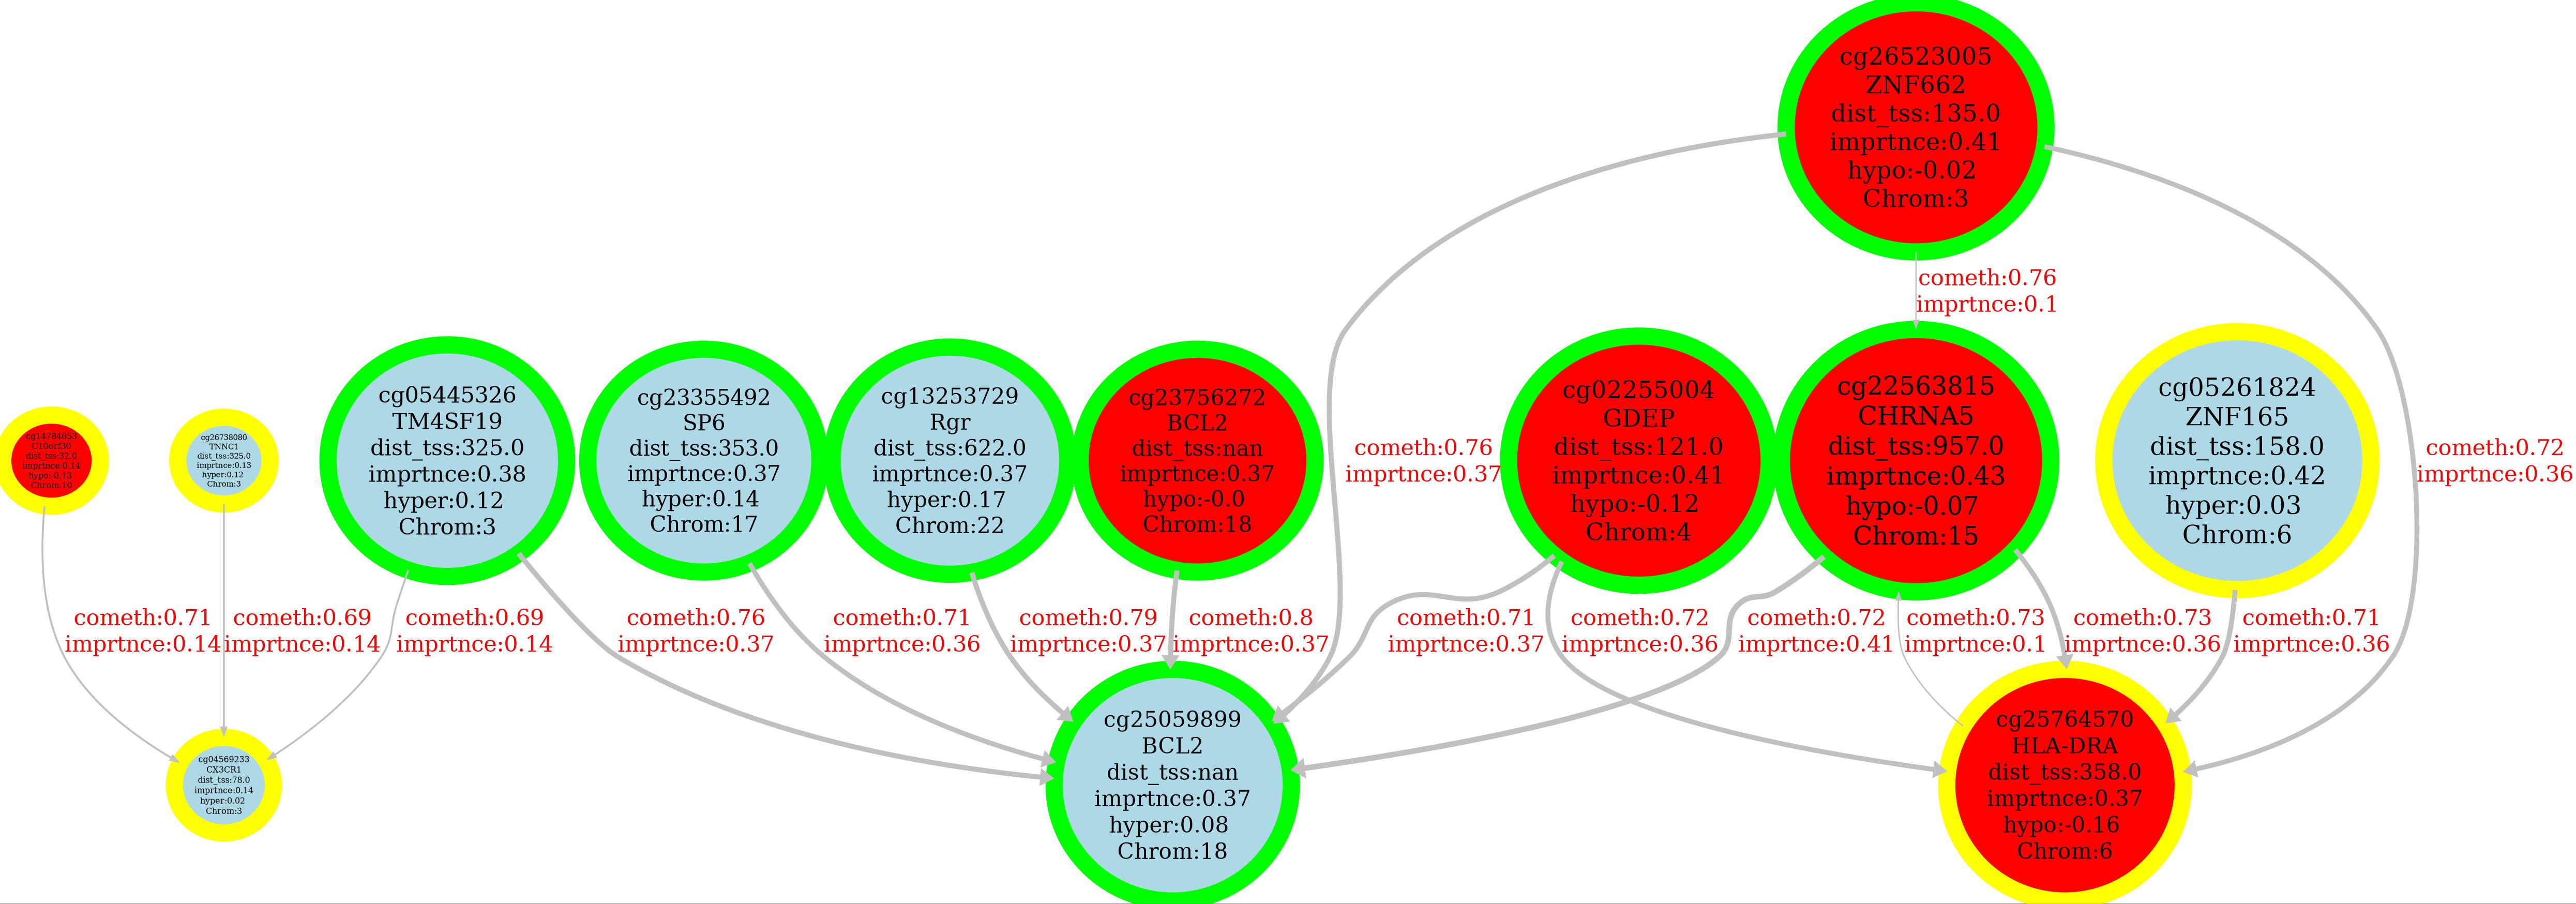 cg26523005
ZNF662
dist_tss:135.0
imprtnce:0.41
hypo:-0.02
Chrom:3
cometh:0.76
imprtnce:0.1
cg14784653
C10orf30
dist_tss:32.0
imprtnce:0.14
hypo:-0.13
Chrom:10
cg26738080
TNNC1
dist_tss:325.0
imprtnce:0.13
hyper:0.12
Chrom:3
cg05445326
TM4SF19
dist_tss:325.0
imprtnce:0.38
hyper:0.12
Chrom:3
cg23355492
SP6
dist_tss:353.0
imprtnce:0.37
hyper:0.14
Chrom:17
cg13253729
Rgr
dist_tss:622.0
imprtnce:0.37
hyper:0.17
Chrom:22
cg23756272
BCL2
dist_tss:nan
imprtnce:0.37
hypo:-0.0
Chrom:18
cometh:0.76
imprtnce:0.37
cg02255004
GDEP
dist_tss:121.0
imprtnce:0.41
hypo:-0.12
Chrom:4
cg22563815
CHRNA5
dist_tss:957.0
imprtnce:0.43
hypo:-0.07
Chrom:15
cg05261824
ZNF165
dist_tss:158.0
imprtnce:0.42
hyper:0.03
Chrom:6
cometh:0.72
imprtnce:0.36
cometh:0.71
imprtnce:0.14
cometh:0.69
imprtnce:0.14
cometh:0.69
imprtnce:0.14
cometh:0.76
imprtnce:0.37
cometh:0.71
imprtnce:0.36
cometh:0.79
imprtnce:0.37
cometh:0.8
imprtnce:0.37
cometh:0.71
imprtnce:0.37
cometh:0.72
imprtnce:0.36
cometh:0.72
imprtnce:0.41
cometh:0.73
imprtnce:0.1
cometh:0.73
imprtnce:0.36
cometh:0.71
imprtnce:0.36
cg04569233
CX3CR1
dist_tss:78.0
imprtnce:0.14
hyper:0.02
Chrom:3
cg25059899
BCL2
dist_tss:nan
imprtnce:0.37
hyper:0.08
Chrom:18
cg25764570
HLA-DRA
dist_tss:358.0
imprtnce:0.37
hypo:-0.16
Chrom:6